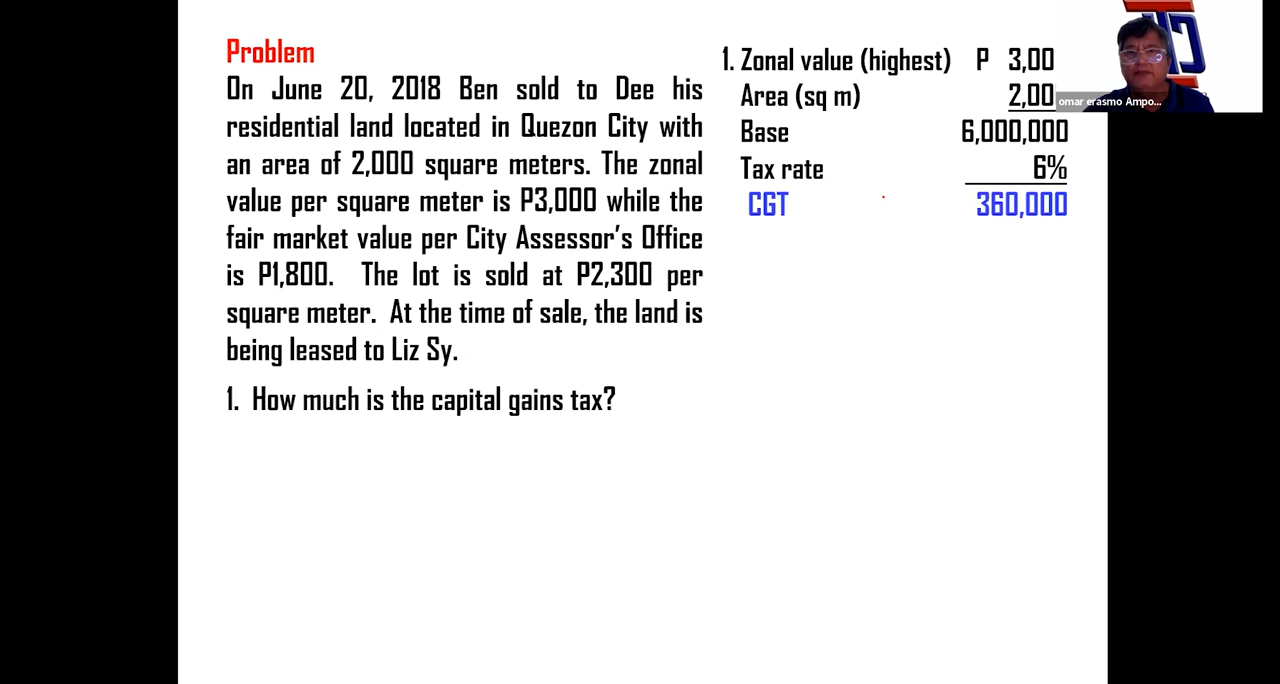 Problem
On June 20, 2018 Ben sold to Dee his
residential land located in Quezon City with
an area of 2,000 square meters. The zonal
value per square meter is P3,000 while the
fair market value per City Assessor's Office
is P1,800. The lot is sold at P2,300 per
square meter. At the time of sale, the land is
being leased to Liz Sy.
1. How much is the capital gains tax?
1. Zonal value (highest) P 3,00
Area (sq m) 2,00
Base 6,000,000
Tax rate 6%
CGT 360,000
omar erasmo Ampo...